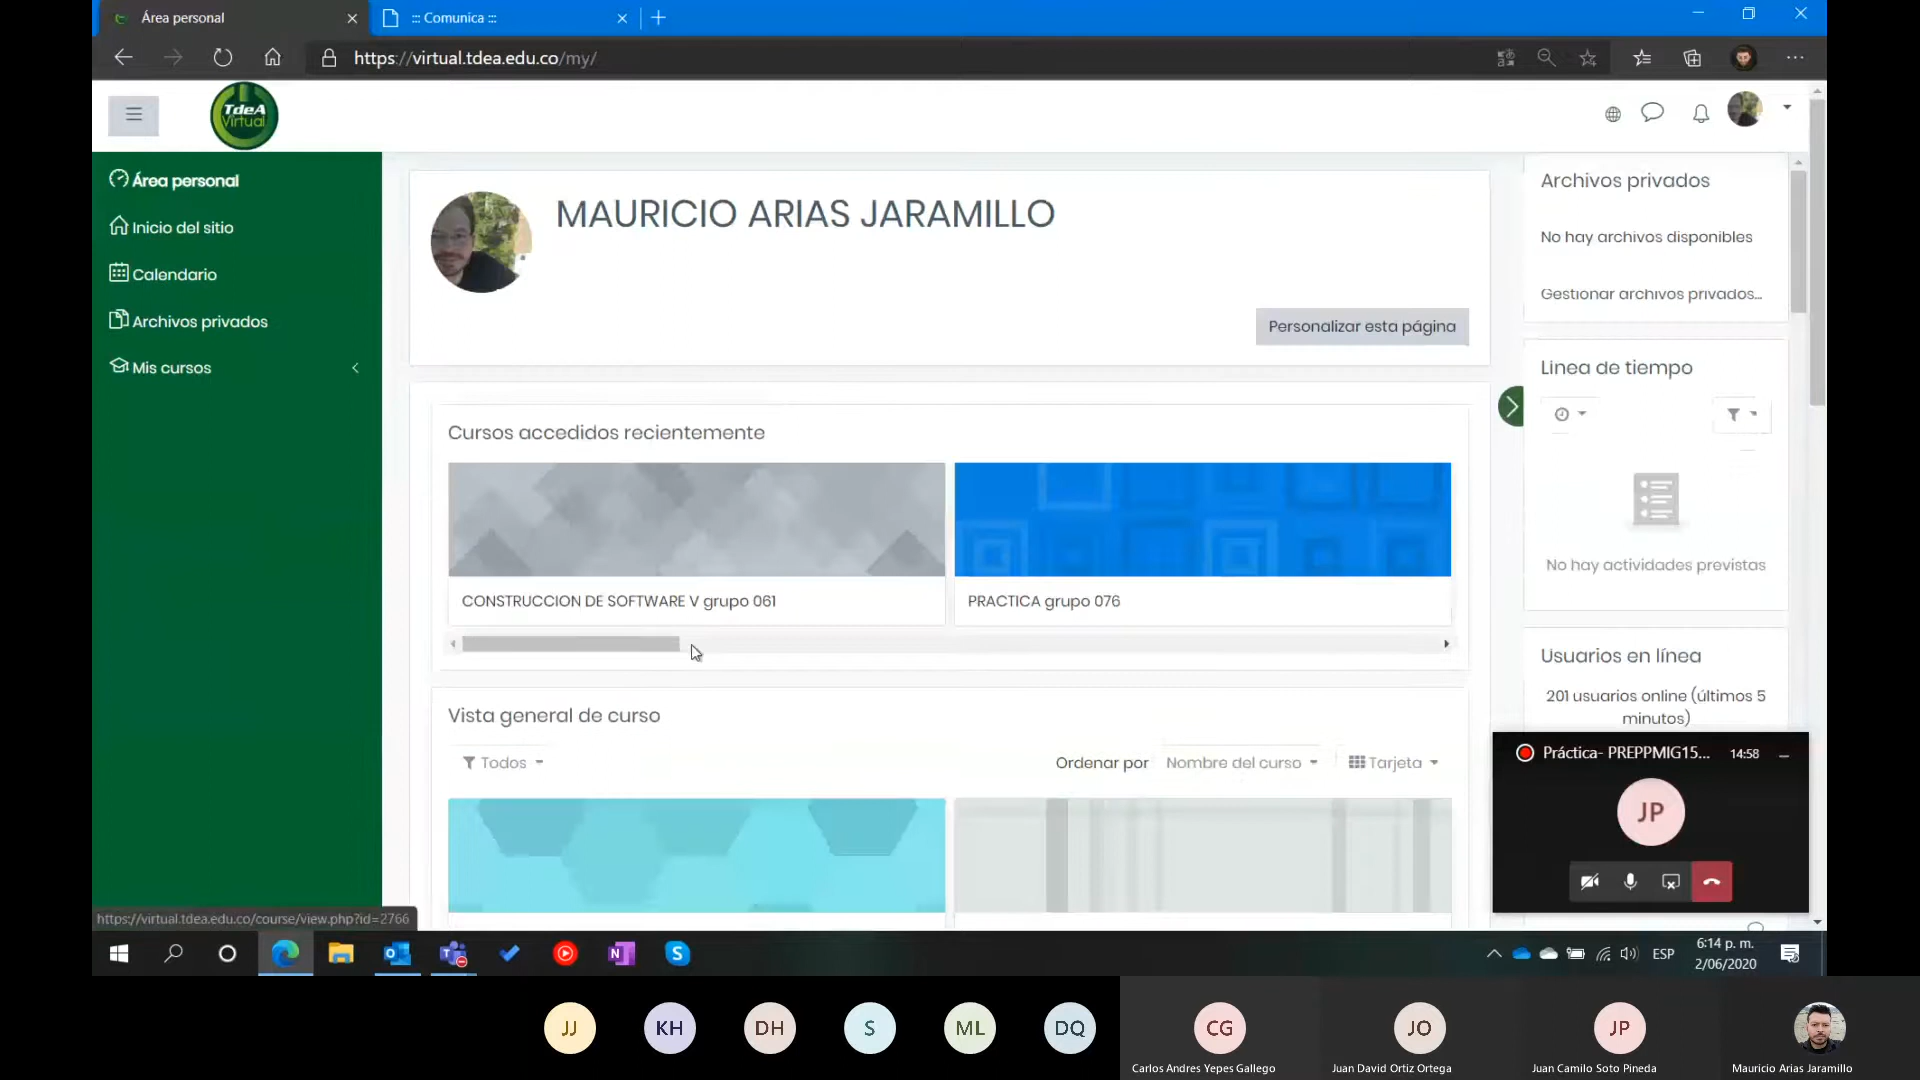 Área personal
::: Comunica :::
https://virtual.tdea.edu.co/my/
TdeA
Virtual
Área personal
Inicio del sitio
Calendario
Archivos privados
Mis cursos
MAURICIO ARIAS JARAMILLO
Personalizar esta página
Cursos accedidos recientemente
CONSTRUCCION DE SOFTWARE V grupo 061
PRACTICA grupo 076
Vista general de curso
Todos
Ordenar por
Nombre del curso
Tarjeta
Archivos privados
No hay archivos disponibles
Gestionar archivos privados...
Linea de tiempo
No hay actividades previstas
Usuarios en línea
201 usuarios online (últimos 5
minutos)
Práctica- PREPPMIG15...
14:58
JP
https://virtual.tdea.edu.co/course/view.php?id=2766
ESP
6:14 p. m.
2/06/2020
JJ
KH
DH
S
ML
DQ
CG
Carlos Andres Yepes Gallego
JO
Juan David Ortiz Ortega
JP
Juan Camilo Soto Pineda
Mauricio Arias Jaramillo